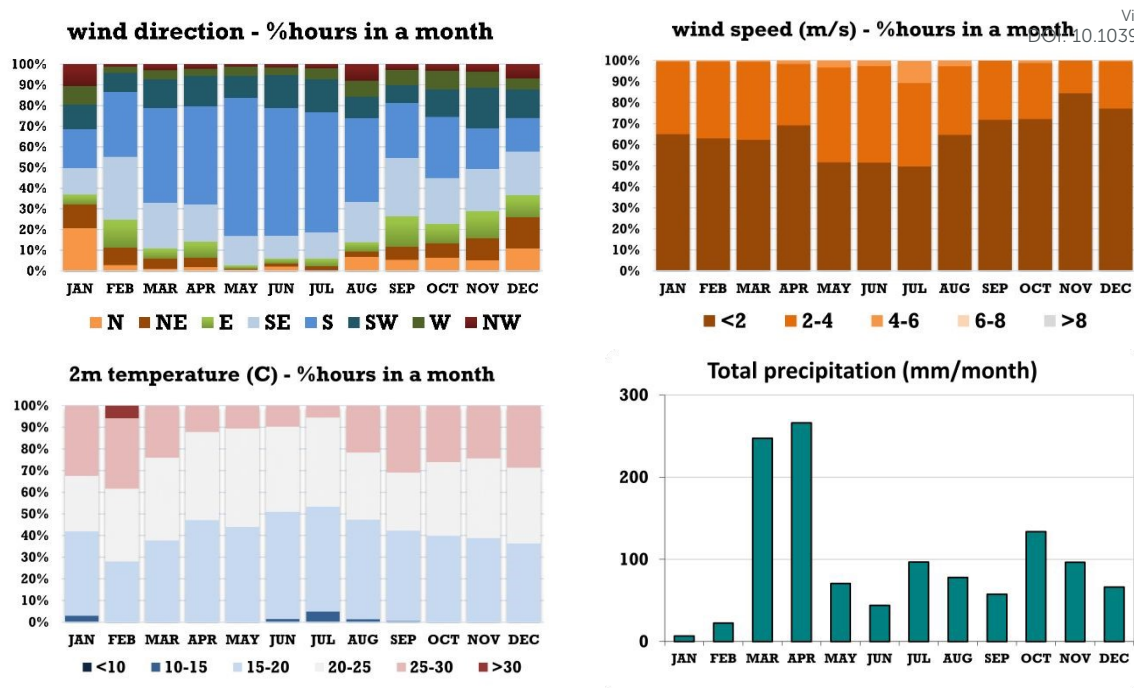 Vi
DOI: 10.1039
wind direction - %hours in a month
100%
90%
80%
70%
60%
50%
40%
30%
20%
10%
0%
JAN FEB MAR APR MAY JUN JUL AUG SEP OCT NOV DEC
N NE E SE S SW W NW
wind speed (m/s) - %hours in a month
100%
90%
80%
70%
60%
50%
40%
30%
20%
10%
0%
JAN FEB MAR APR MAY JUN JUL AUG SEP OCT NOV DEC
<2 2-4 4-6 6-8 >8
2m temperature (C) - %hours in a month
100%
90%
80%
70%
60%
50%
40%
30%
20%
10%
0%
JAN FEB MAR APR MAY JUN JUL AUG SEP OCT NOV DEC
<10 10-15 15-20 20-25 25-30 >30
Total precipitation (mm/month)
300
200
100
0
JAN FEB MAR APR MAY JUN JUL AUG SEP OCT NOV DEC